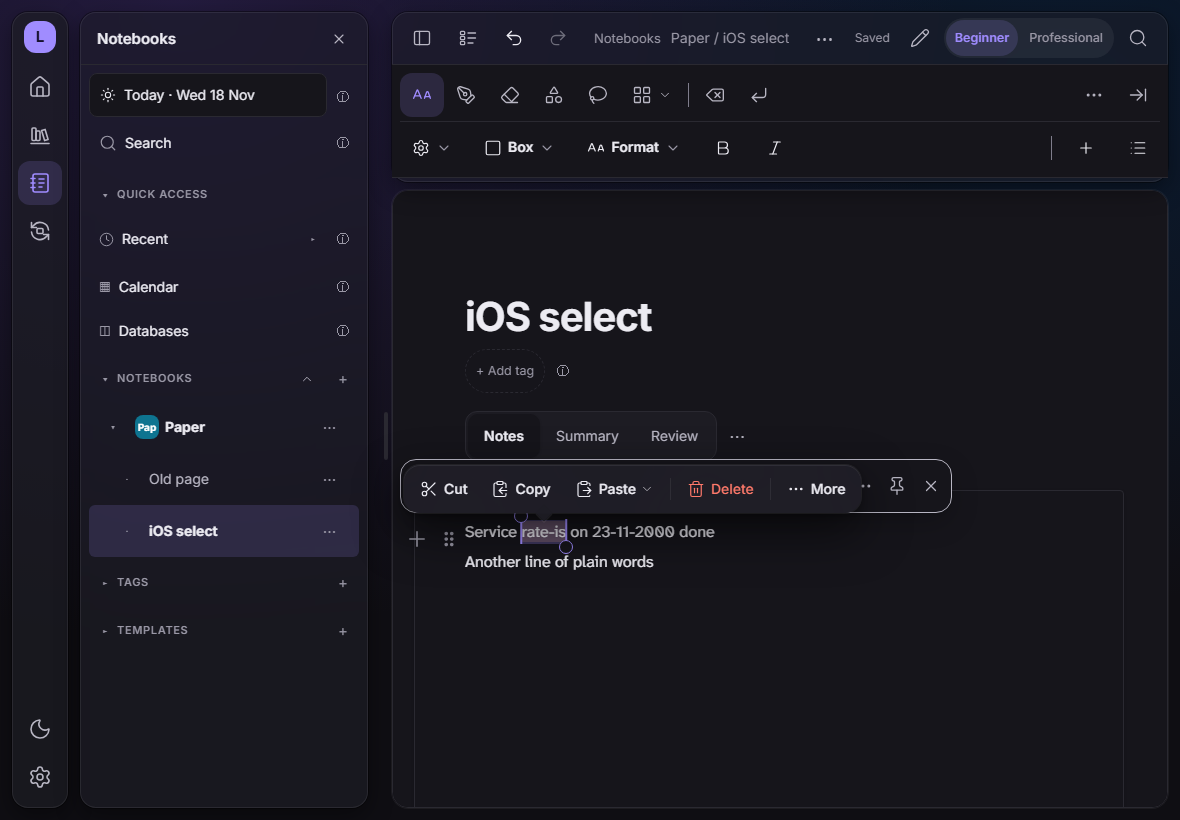 L
Notebooks
Today · Wed 18 Nov
Search
QUICK ACCESS
Recent
Calendar
Databases
NOTEBOOKS
Pap Paper
Old page
iOS select
TAGS
TEMPLATES
Notebooks Paper / iOS select
Saved
Beginner Professional
AA
Box
AA Format
B I
iOS select
+ Add tag
Notes Summary Review
Cut Copy Paste Delete More
Service rate-is on 23-11-2000 done
Another line of plain words